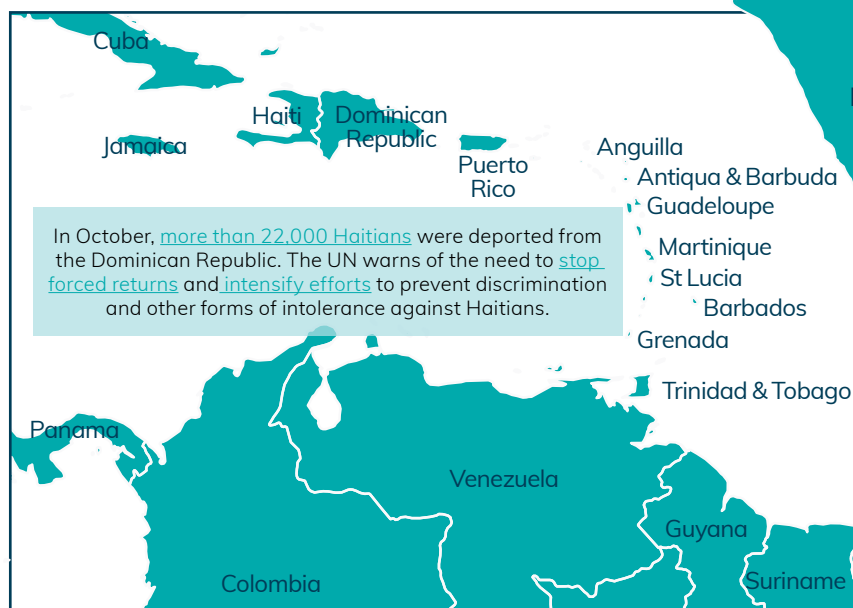 Cuba
Haiti
Dominican
Republic
Jamaica
Puerto
Rico
Anguilla
Antiqua & Barbuda
Guadeloupe
Martinique
St Lucia
Barbados
Grenada
Trinidad & Tobago
In October, more than 22,000 Haitians were deported from
the Dominican Republic. The UN warns of the need to stop
forced returns and intensify efforts to prevent discrimination
and other forms of intolerance against Haitians.
Panama
Venezuela
Guyana
Colombia
Suriname